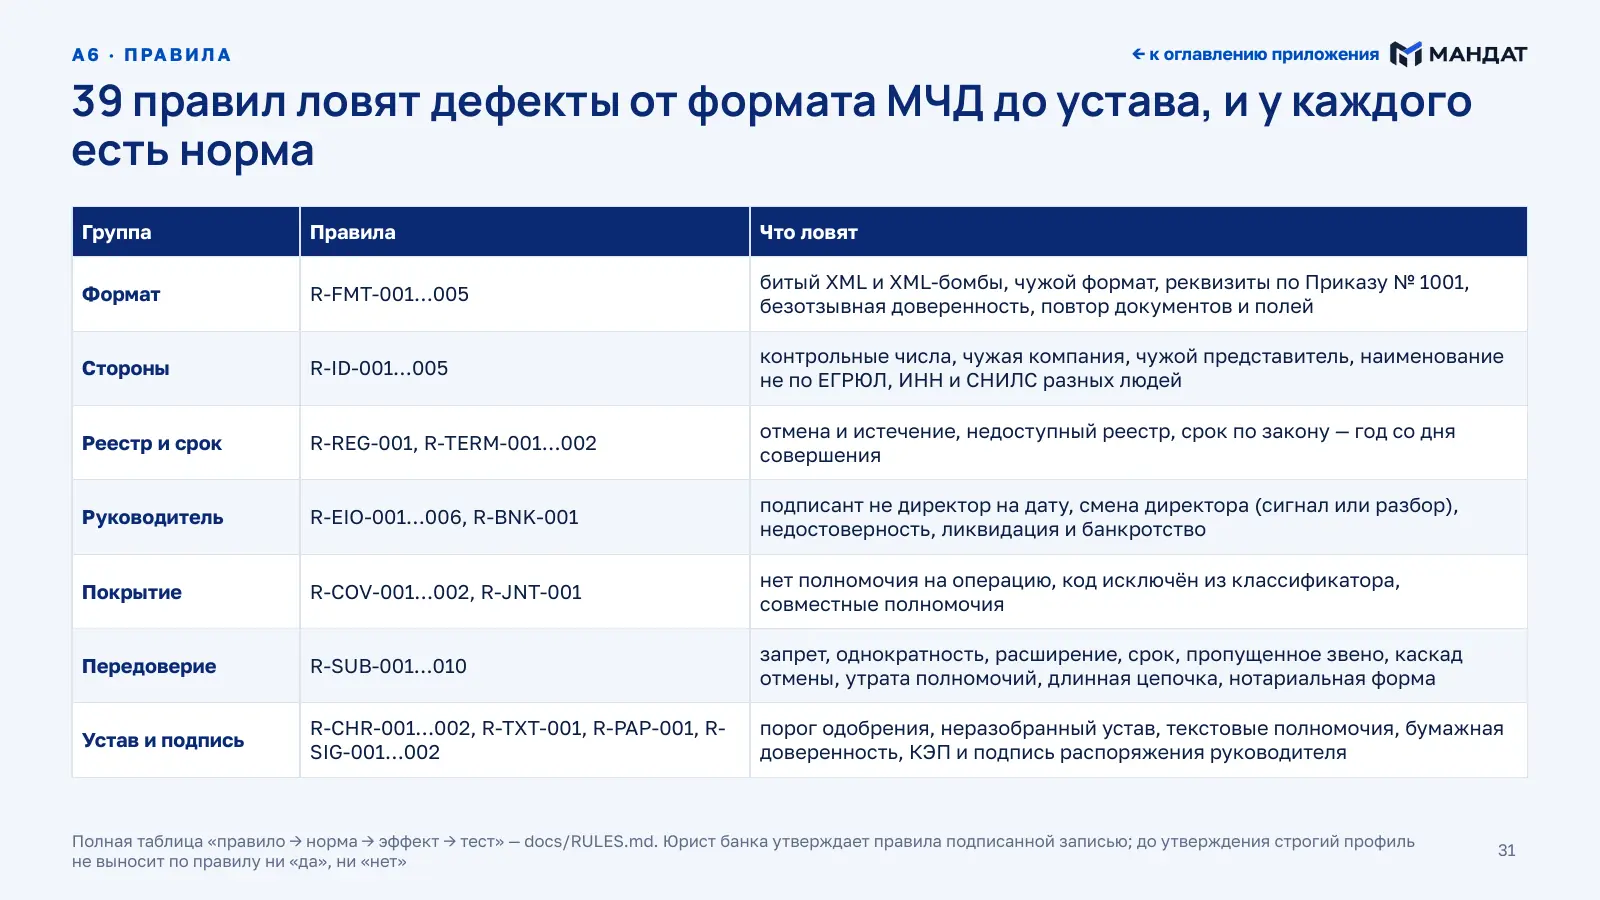 А6 · ПРАВИЛА
← к оглавлению приложения МАНДАТ
39 правил ловят дефекты от формата МЧД до устава, и у каждого
есть норма
Группа Правила Что ловят
Формат R-FMT-001…005 битый XML и XML-бомбы, чужой формат, реквизиты по Приказу № 1001,
безотзывная доверенность, повтор документов и полей
Стороны R-ID-001…005 контрольные числа, чужая компания, чужой представитель, наименование
не по ЕГРЮЛ, ИНН и СНИЛС разных людей
Реестр и срок R-REG-001, R-TERM-001…002 отмена и истечение, недоступный реестр, срок по закону — год со дня
совершения
Руководитель R-EIO-001…006, R-BNK-001 подписант не директор на дату, смена директора (сигнал или разбор),
недостоверность, ликвидация и банкротство
Покрытие R-COV-001…002, R-JNT-001 нет полномочия на операцию, код исключён из классификатора,
совместные полномочия
Передоверие R-SUB-001…010 запрет, однократность, расширение, срок, пропущенное звено, каскад
отмены, утрата полномочий, длинная цепочка, нотариальная форма
Устав и подпись R-CHR-001…002, R-TXT-001, R-PAP-001, R-
SIG-001…002 порог одобрения, неразобранный устав, текстовые полномочия, бумажная
доверенность, КЭП и подпись распоряжения руководителя
Полная таблица «правило → норма → эффект → тест» — docs/RULES.md. Юрист банка утверждает правила подписанной записью; до утверждения строгий профиль
не выносит по правилу ни «да», ни «нет»
31